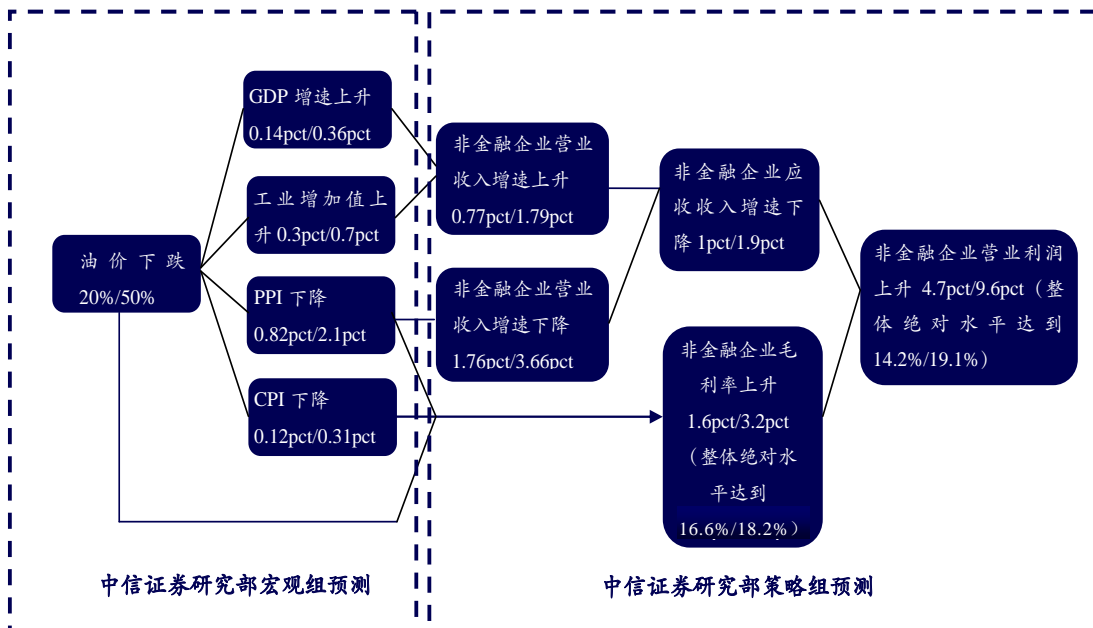 GDP 增速上升
0.14pct/0.36pct
工业增加值上
升 0.3pct/0.7pct
油价下跌
20%/50%
PPI 下降
0.82pct/2.1pct
CPI 下降
0.12pct/0.31pct
中信证券研究部宏观组预测
非金融企业营业
收入增速上升
0.77pct/1.79pct
非金融企业营业
收入增速下降
1.76pct/3.66pct
非金融企业应
收收入增速下
降 1pct/1.9pct
非金融企业毛
利率上升
1.6pct/3.2pct
（整体绝对水
平达到
16.6%/18.2%）
非金融企业营业利润
上升 4.7pct/9.6pct（整
体绝对水平达到
14.2%/19.1%）
中信证券研究部策略组预测